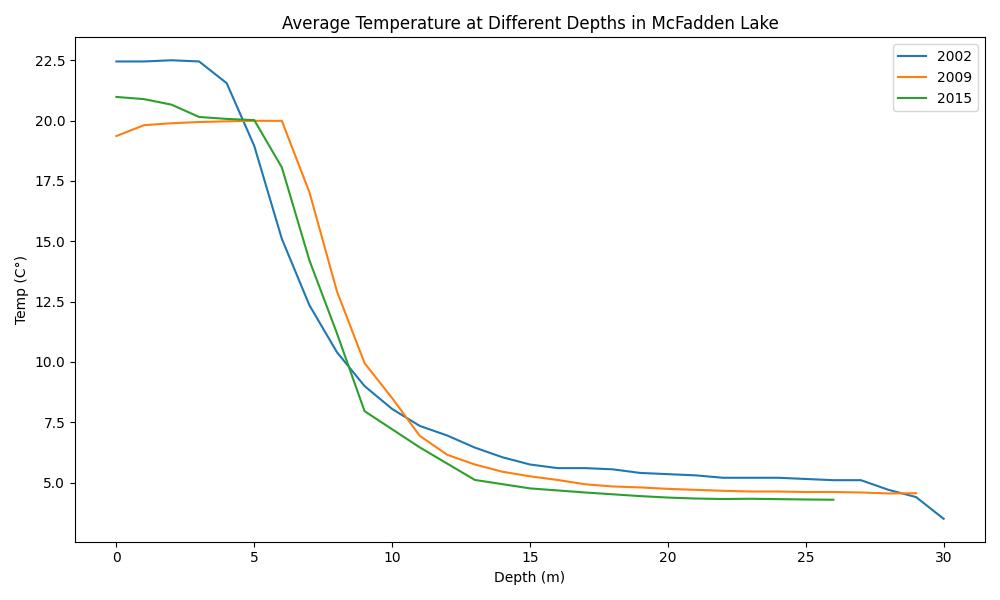 Average Temperature at Different Depths in McFadden Lake
2002
2009
2015
Temp (C°)
22.5
20.0
17.5
15.0
12.5
10.0
7.5
5.0
0 5 10 15 20 25 30
Depth (m)